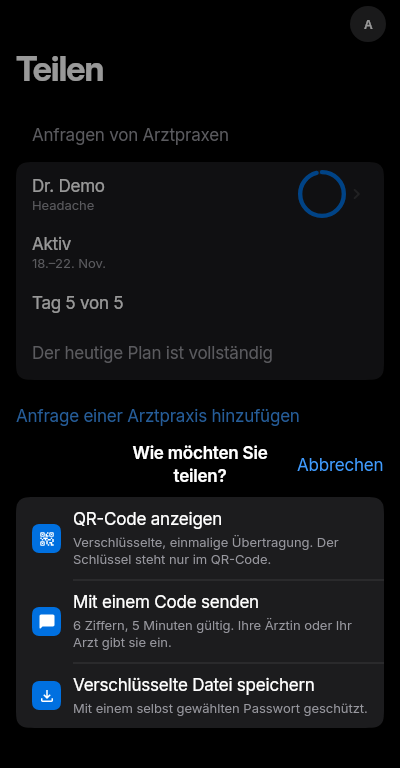 A
Teilen
Anfragen von Arztpraxen
Dr. Demo
Headache
Aktiv
18.–22. Nov.
Tag 5 von 5
Der heutige Plan ist vollständig
Anfrage einer Arztpraxis hinzufügen
Wie möchten Sie
teilen?
Abbrechen
QR-Code anzeigen
Verschlüsselte, einmalige Übertragung. Der
Schlüssel steht nur im QR-Code.
Mit einem Code senden
6 Ziffern, 5 Minuten gültig. Ihre Ärztin oder Ihr
Arzt gibt sie ein.
Verschlüsselte Datei speichern
Mit einem selbst gewählten Passwort geschützt.